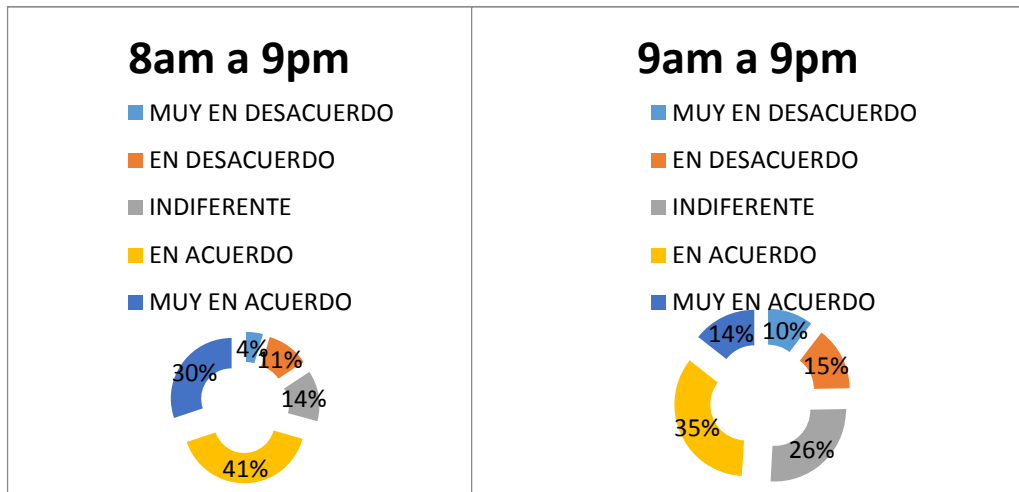 8am a 9pm
MUY EN DESACUERDO
EN DESACUERDO
INDIFERENTE
EN ACUERDO
MUY EN ACUERDO
4%
11%
14%
41%
30%
9am a 9pm
MUY EN DESACUERDO
EN DESACUERDO
INDIFERENTE
EN ACUERDO
MUY EN ACUERDO
10%
15%
26%
35%
14%